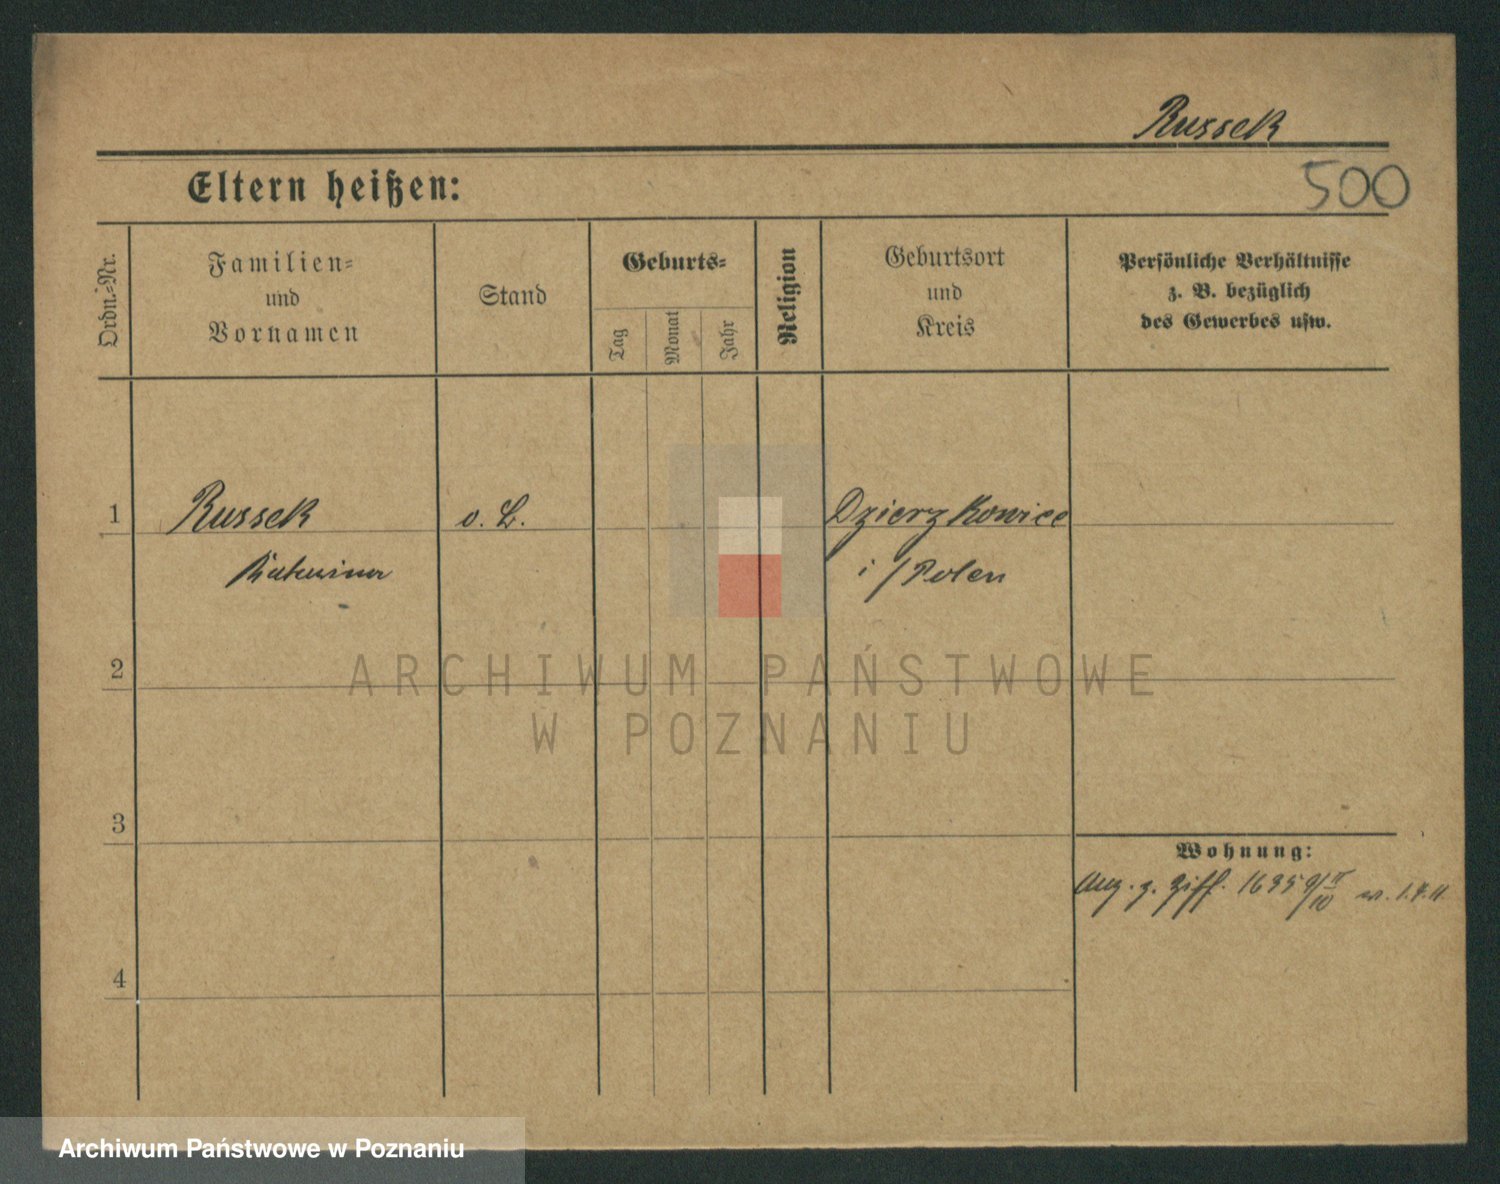 Russek
Eltern heißen:
500
Ordn.-Nr.
Familien-
und
Vornamen
Stand
Geburts-
Tag
Monat
Jahr
Religion
Geburtsort
und
Kreis
Persönliche Verhältnisse
z. B. bezüglich
des Gewerbes usw.
1
Russek
o. L.
Dzierzkowice
i/Polen
2
ARCHIWUM PAŃSTWOWE
W POZNANIU
3
Wohnung:
Ang. z. Ziff.
4
Archiwum Państwowe w Poznaniu